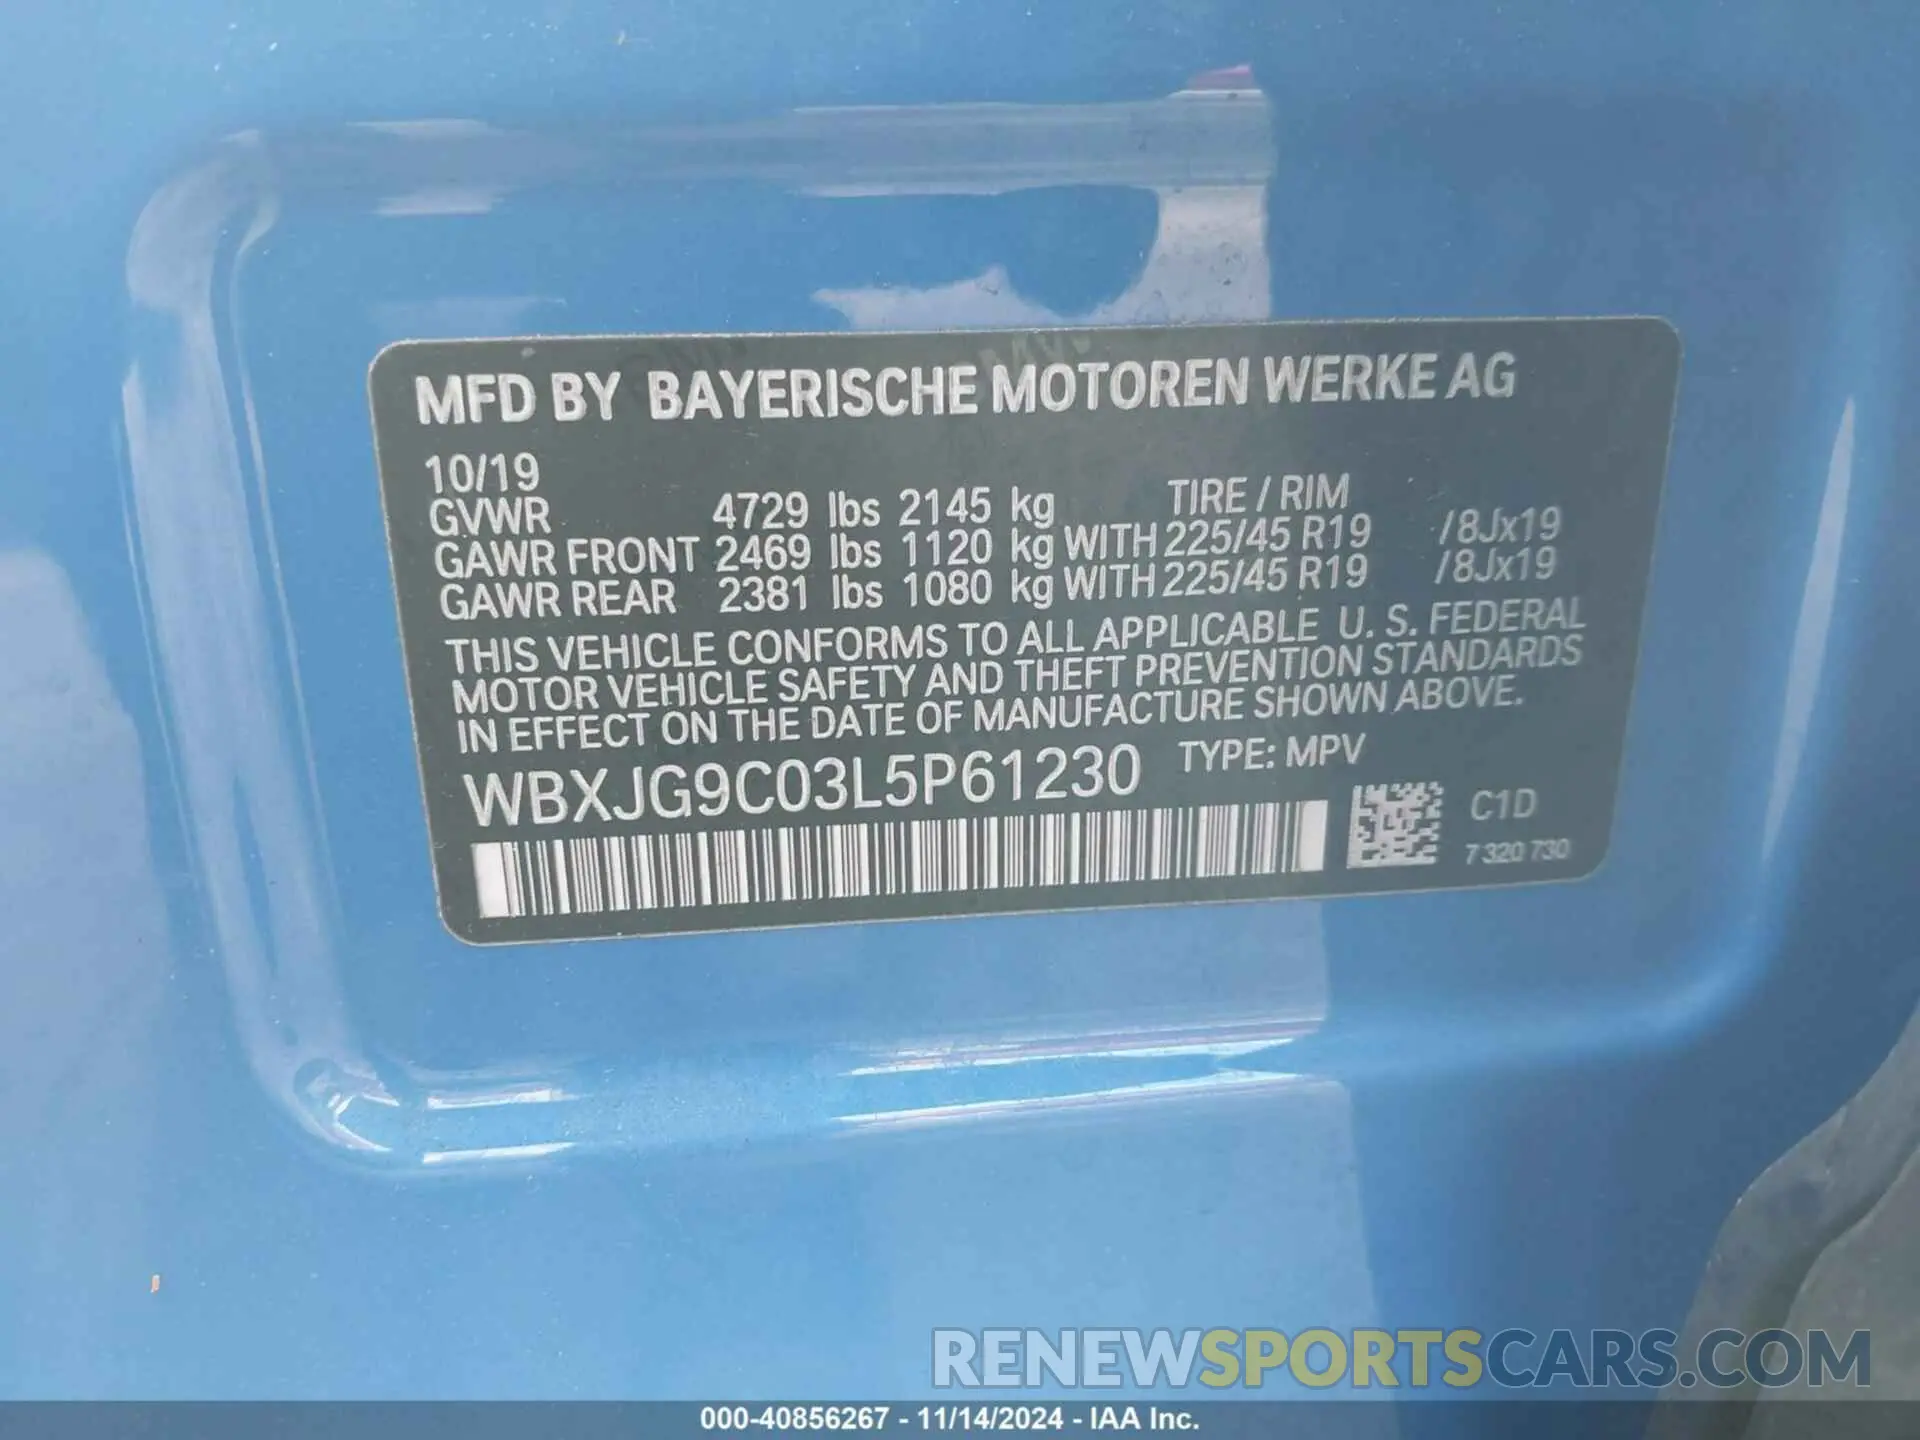 MFD BY BAYERISCHE MOTOREN WERKE AG
10/19
TIRE / RIM
GVWR 4729 lbs 2145 kg
GAWR FRONT 2469 lbs 1120 kg WITH 225/45 R19 /8Jx19
GAWR REAR 2381 lbs 1080 kg WITH 225/45 R19 /8Jx19
THIS VEHICLE CONFORMS TO ALL APPLICABLE U. S. FEDERAL
MOTOR VEHICLE SAFETY AND THEFT PREVENTION STANDARDS
IN EFFECT ON THE DATE OF MANUFACTURE SHOWN ABOVE.
WBXJG9C03L5P61230 TYPE: MPV
C1D
7 320 730
RENEWSPORTSCARS.COM
000-40856267 - 11/14/2024 - IAA Inc.